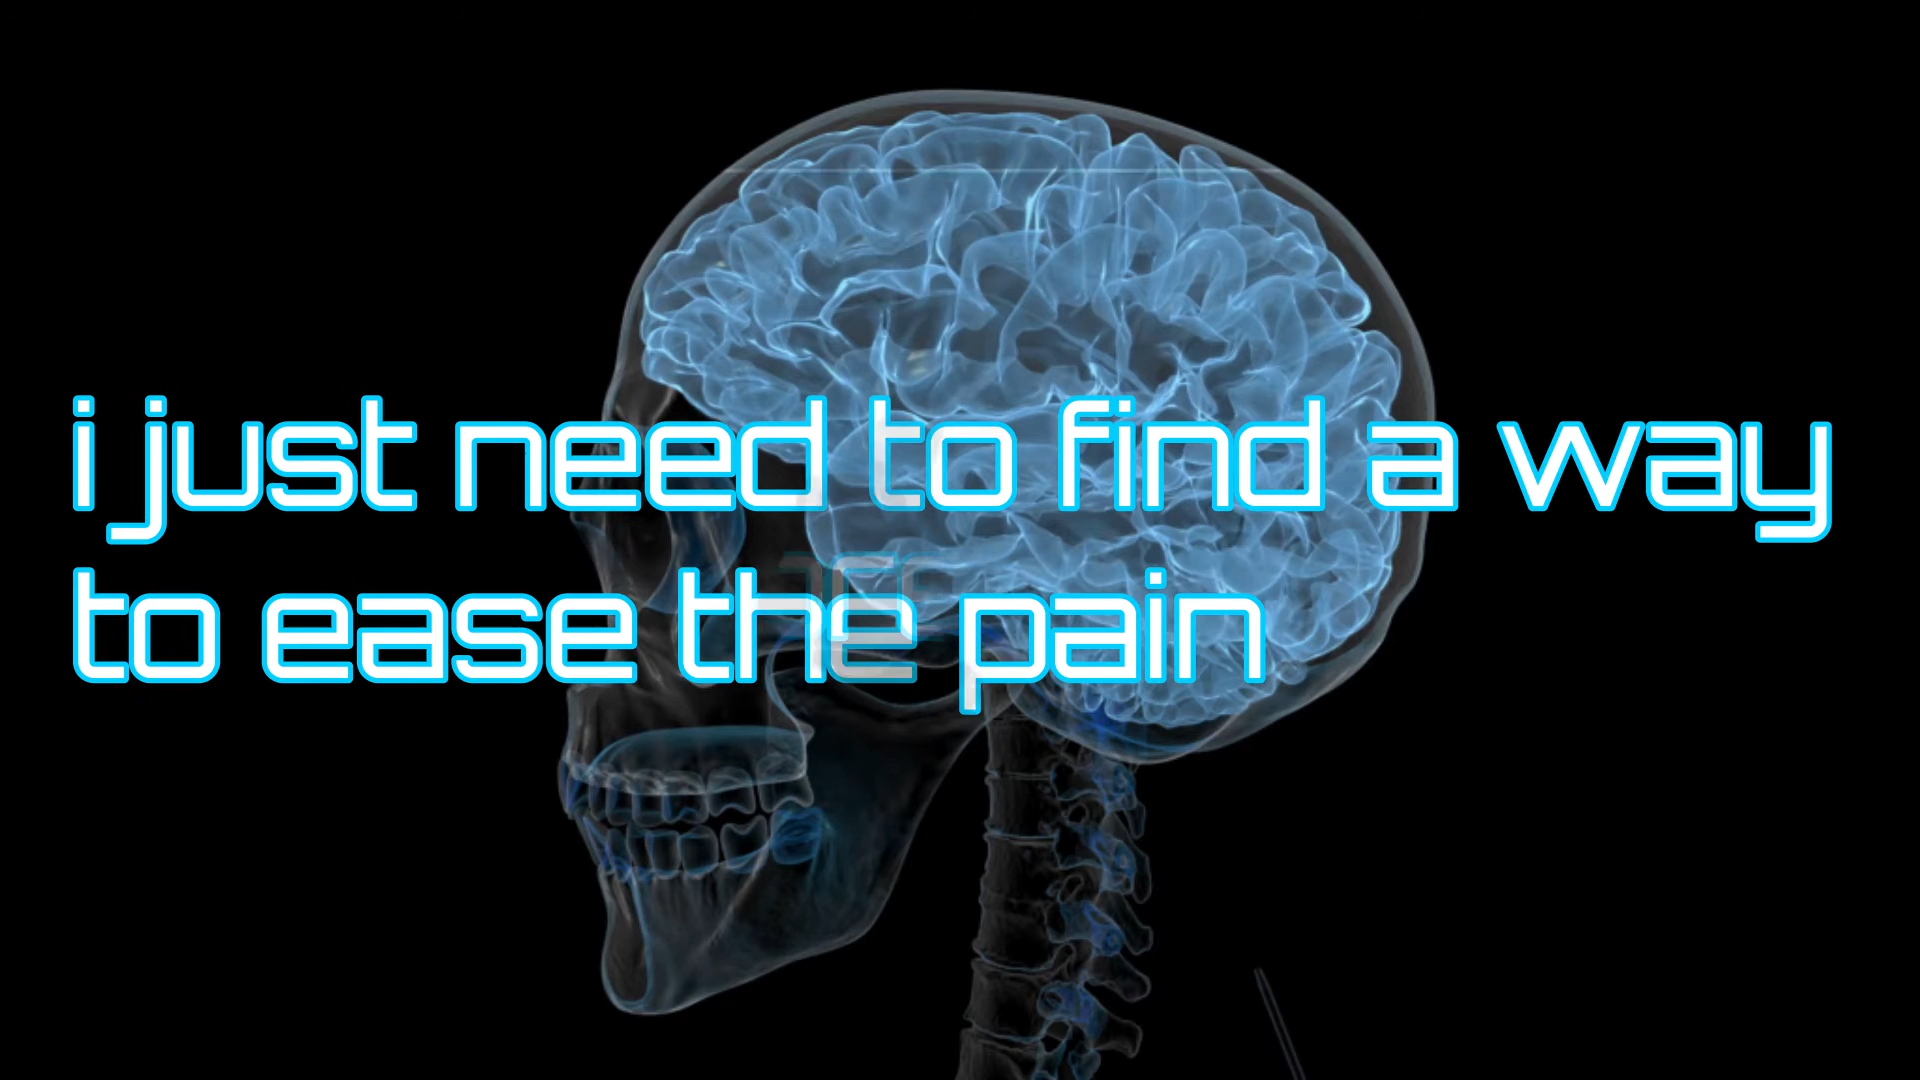 i just need to find a way
to ease the pain